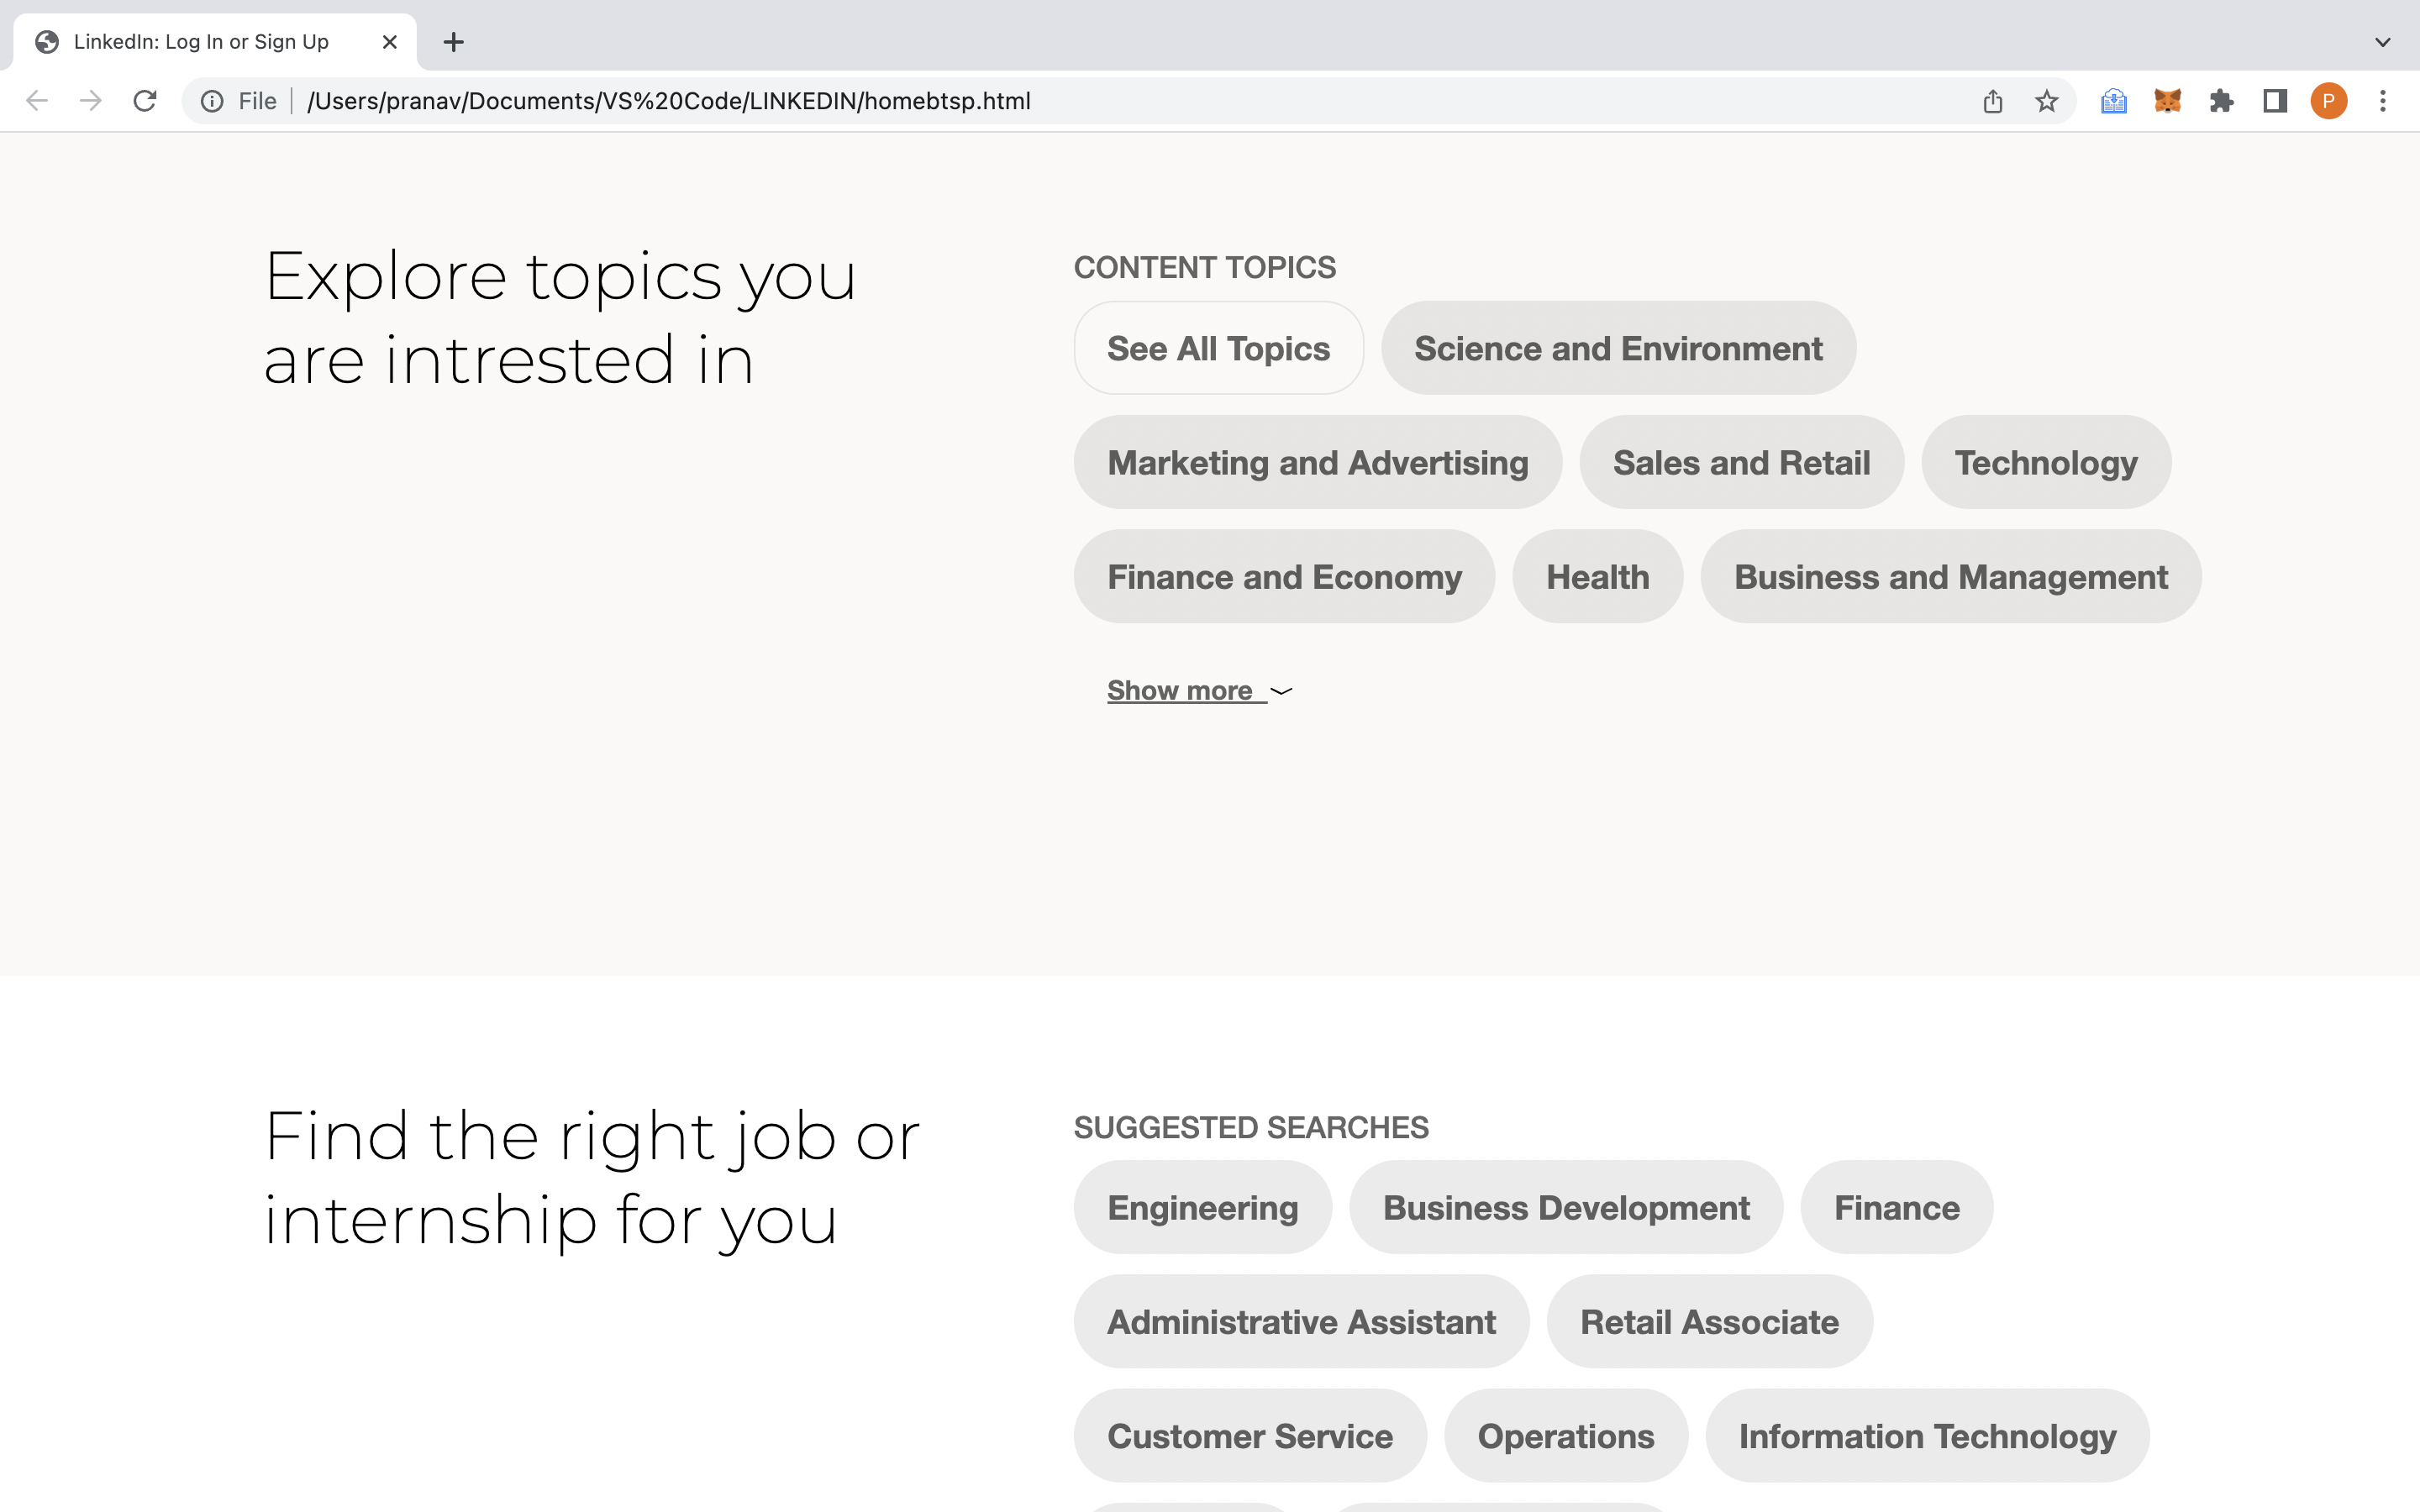 LinkedIn: Log In or Sign Up
File /Users/pranav/Documents/VS%20Code/LINKEDIN/homebtsp.html
P
Explore topics you
are intrested in
CONTENT TOPICS
See All Topics Science and Environment
Marketing and Advertising Sales and Retail Technology
Finance and Economy Health Business and Management
Show more
Find the right job or
internship for you
SUGGESTED SEARCHES
Engineering Business Development Finance
Administrative Assistant Retail Associate
Customer Service Operations Information Technology